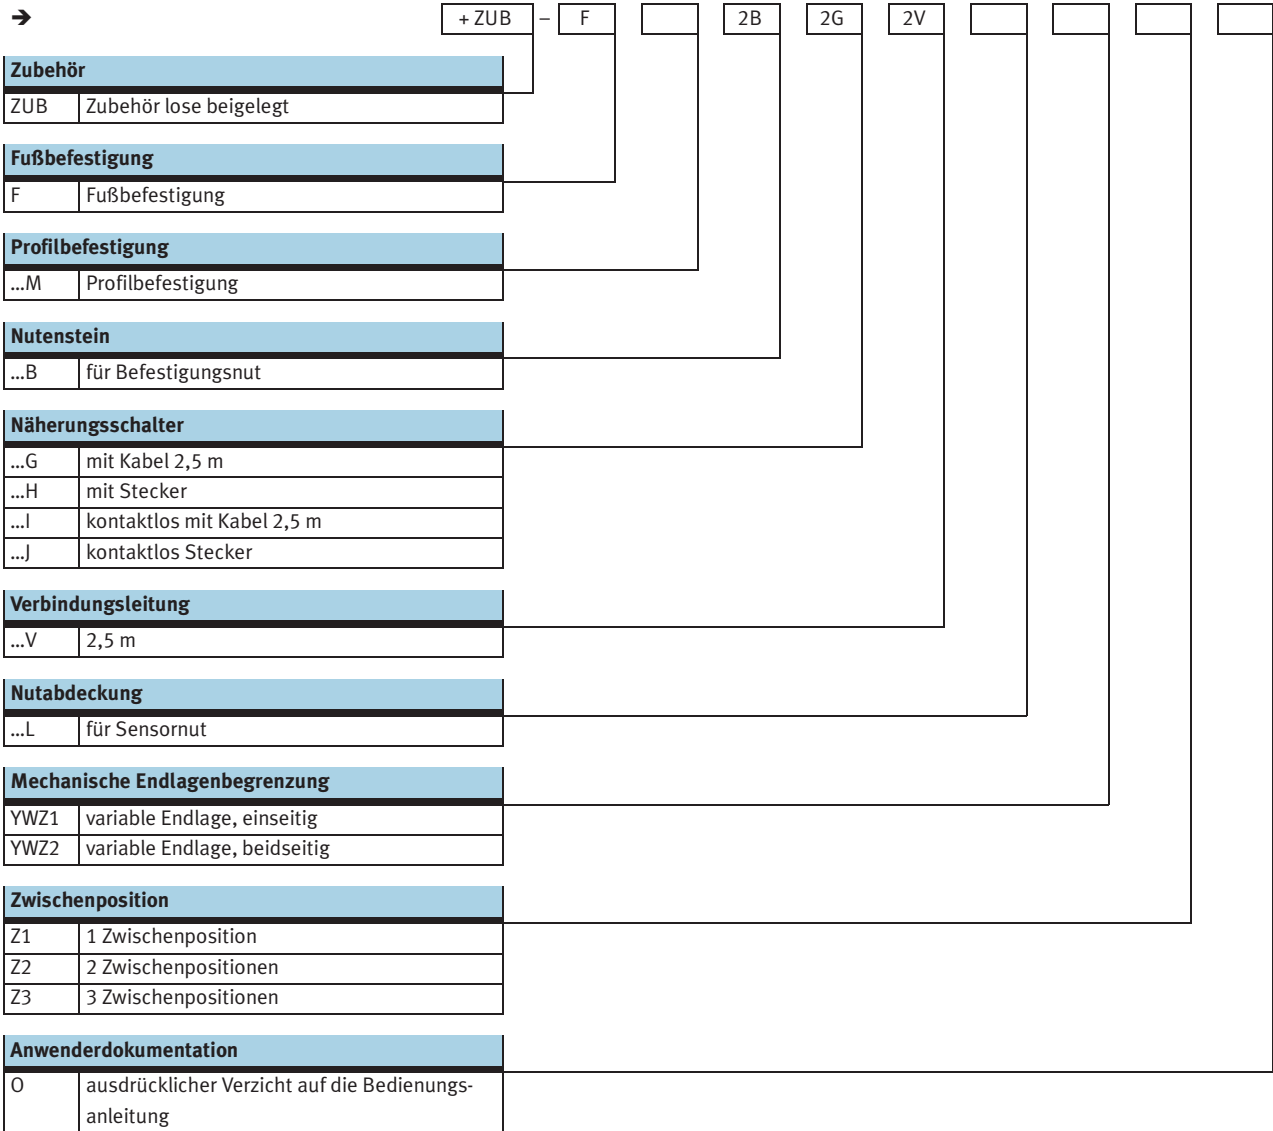 ➔ + ZUB – F 2B 2G 2V
Zubehör
ZUB Zubehör lose beigelegt
Fußbefestigung
F Fußbefestigung
Profilbefestigung
...M Profilbefestigung
Nutenstein
...B für Befestigungsnut
Näherungsschalter
...G mit Kabel 2,5 m
...H mit Stecker
...I kontaktlos mit Kabel 2,5 m
...J kontaktlos Stecker
Verbindungsleitung
...V 2,5 m
Nutabdeckung
...L für Sensornut
Mechanische Endlagenbegrenzung
YWZ1 variable Endlage, einseitig
YWZ2 variable Endlage, beidseitig
Zwischenposition
Z1 1 Zwischenposition
Z2 2 Zwischenpositionen
Z3 3 Zwischenpositionen
Anwenderdokumentation
O ausdrücklicher Verzicht auf die Bedienungs-
anleitung